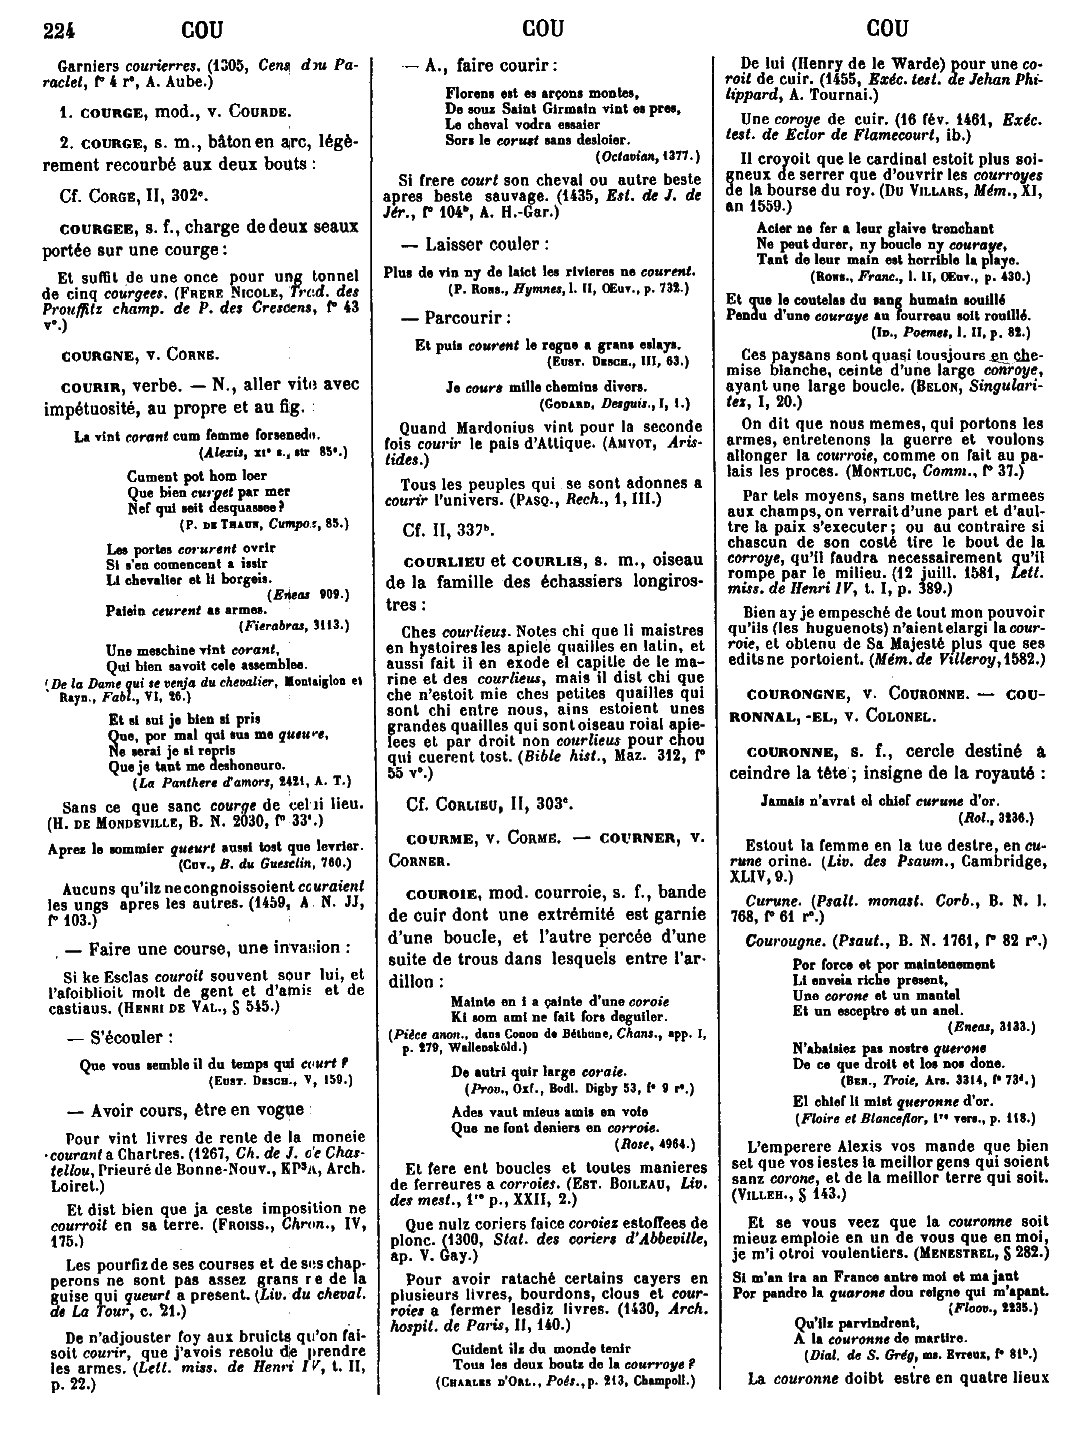 224 COU COU COU
Garniers courierres. (1305, Cens du Pa-
raclet, f° 4 r°, A. Aube.)
1. COURGE, mod., v. COURDE.
2. COURGE, s. m., bâton en arc, légè-
rement recourbé aux deux bouts :
Cf. CORGE, II, 302c.
COURGEE, s. f., charge de deux seaux
portée sur une courge :
Et suffit de une once pour ung tonnel
de cinq courgees. (FRERE NICOLE, Trad. des
Prouffitz champ. de P. des Crescens, f° 43
v°.)
COURGNE, v. CORNE.
COURIR, verbe. — N., aller vite avec
impétuosité, au propre et au fig. :
La vint corant cum femme forsenede.
(Alexis, XIe s., str 85e.)
Cument pot hom loer
Que bien curget par mer
Nef qui seit desquassee ?
(P. DE THAUN, Cumpoz, 85.)
Les portes corurent ovrir
Si s'en comencent a issir
Li chevalier et li borgeis.
(Eneas 909.)
Paiein ceurent as armes.
(Fierabras, 3113.)
Une meschine vint corant,
Qui bien savoit cele assemblee.
(De la Dame qui se venja du chevalier, Montaiglon et
Rayn., Fabl., VI, 26.)
Et si sui je bien si pris
Que, por mal qui sus me queure,
Ne serai je si repris
Que je tant me deshoneure.
(La Panthere d'amors, 2421, A. T.)
Sans ce que sanc courge de celui lieu.
(H. DE MONDEVILLE, B. N. 2030, f° 33c.)
Aprez le sommier queurt aussi tost que levrier.
(CUV., B. du Guesclin, 760.)
Aucuns qu'ilz ne congnoissoient couraient
les ungs apres les autres. (1459, A. N. JJ,
f° 103.)
— Faire une course, une invasion :
Si ke Esclas couroit souvent sour lui, et
l'afoiblioit molt de gent et d'amis et de
castiaus. (HENRI DE VAL., § 545.)
— S'écouler :
Que vous semble il du temps qui court ?
(EUST. DESCH., V, 159.)
— Avoir cours, être en vogue :
Pour vint livres de rente de la moneie
courant a Chartres. (1267, Ch. de J. de Chas-
tellou, Prieuré de Bonne-Nouv., Arch.
Loiret.)
Et dist bien que ja ceste imposition ne
courroit en sa terre. (FROISS., Chron., IV,
175.)
Les pourfiz de ses courses et de ses chap-
perons ne sont pas assez grans re de la
guise qui queurt a present. (Liv. du cheval.
de La Tour, c. 21.)
De n'adjouster foy aux bruicts qu'on fai-
soit courir, que j'avois resolu de prendre
les armes. (Lett. miss. de Henri IV, t. II,
p. 22.)
— A., faire courir :
Florens est es arçons montes,
De souz Saint Girmain vint es pres,
Le cheval vodra essaier
Sors le corust sans desloier.
(Octavian, 1377.)
Si frere court son cheval ou autre beste
apres beste sauvage. (1435, Est. de J. de
Jér., f° 104b, A. H.-Gar.)
— Laisser couler :
Plus de vin ny de laict les rivieres ne courent.
(P. RONS., Hymnes, l. II, Œuv., p. 732.)
— Parcourir :
Et puis courent le regne a grans eslays.
(EUST. DESCH., III, 63.)
Je cours mille chemins divers.
(GODARD, Desguis., I, 1.)
Quand Mardonius vint pour la seconde
fois courir le païs d'Attique. (AMYOT, Aris-
tides.)
Tous les peuples qui se sont adonnes a
courir l'univers. (PASQ., Rech., 1, III.)
Cf. II, 337b.
COURLIEU et COURLIS, s. m., oiseau
de la famille des échassiers longiros-
tres :
Ches courlieus. Notes chi que li maistres
en hystoires les apiele quailles en latin, et
aussi fait il en exode el capitle de le ma-
rine et des courlieus, mais il dist chi que
che n'estoit mie ches petites quailles qui
sont chi entre nous, ains estoient unes
grandes quailles qui sont oiseau roial apie-
lees et par droit non courlieus pour chou
qui cuerent tost. (Bible hist., Maz. 312, f°
55 v°.)
Cf. CORLIEU, II, 303c.
COURME, v. CORME. — COURNER, v.
CORNER.
COUROIE, mod. courroie, s. f., bande
de cuir dont une extrémité est garnie
d'une boucle, et l'autre percée d'une
suite de trous dans lesquels entre l'ar-
dillon :
Mainte en i a çainte d'une coroie
Ki som ami ne fait fors deguiler.
(Pièce anon., dans Conon de Béthune, Chans., app. I,
p. 279, Wallensköld.)
De autri quir large coraie.
(Prov., Oxf., Bodl. Digby 53, f° 9 r°.)
Ades vaut mieus amis en voie
Que ne font deniers en corroie.
(Rose, 4964.)
Et fere ent boucles et toutes manieres
de ferreures a corroies. (EST. BOILEAU, Liv.
des mest., 1re p., XXII, 2.)
Que nulz coriers faice coroiez estoffees de
plonc. (1300, Stat. des coriers d'Abbeville,
ap. V. Gay.)
Pour avoir rataché certains cayers en
plusieurs livres, bourdons, clous et cour-
roies a fermer lesdiz livres. (1430, Arch.
hospit. de Paris, II, 140.)
Cuident ilz du monde tenir
Tous les deux boutz de la courroye ?
(CHARLES D'ORL., Poés., p. 213, Champoll.)
De lui (Henry de le Warde) pour une co-
roit de cuir. (1455, Exéc. test. de Jehan Phi-
lippard, A. Tournai.)
Une coroye de cuir. (16 fév. 1461, Exéc.
test. de Ector de Flamecourt, ib.)
Il croyoit que le cardinal estoit plus soi-
gneux de serrer que d'ouvrir les courroyes
de la bourse du roy. (DU VILLARS, Mém., XI,
an 1559.)
Acier ne fer a leur glaive trenchant
Ne peut durer, ny boucle ny couraye,
Tant de leur main est horrible la playe.
(RONS., Franc., l. II, Œuv., p. 430.)
Et que le coutelas du sang humain souillé
Pendu d'une couraye au fourreau soit rouillé.
(ID., Poemes, l. II, p. 82.)
Ces paysans sont quasi tousjours en che-
mise blanche, ceinte d'une large conroye,
ayant une large boucle. (BELON, Singulari-
tez, I, 20.)
On dit que nous memes, qui portons les
armes, entretenons la guerre et voulons
allonger la courroie, comme on fait au pa-
lais les proces. (MONTLUC, Comm., f° 37.)
Par tels moyens, sans mettre les armees
aux champs, on verrait d'une part et d'aul-
tre la paix s'executer ; ou au contraire si
chascun de son costé tire le bout de la
corroye, qu'il faudra necessairement qu'il
rompe par le milieu. (12 juill. 1581, Lett.
miss. de Henri IV, t. I, p. 389.)
Bien ay je empesché de tout mon pouvoir
qu'ils (les huguenots) n'aient elargi la cour-
roie, et obtenu de Sa Majesté plus que ses
edits ne portoient. (Mém. de Villeroy, 1582.)
COURONGNE, v. COURONNE. — COU-
RONNAL, -EL, v. COLONEL.
COURONNE, s. f., cercle destiné à
ceindre la tête ; insigne de la royauté :
Jamais n'avrat el chief curune d'or.
(Rol., 3236.)
Estout la femme en la tue destre, en cu-
rune orine. (Liv. des Psaum., Cambridge,
XLIV, 9.)
Curune. (Psalt. monast. Corb., B. N. l.
768, f° 61 r°.)
Courougne. (Psaut., B. N. 1761, f° 82 r°.)
Por force et por maintenement
Li enveia riche present,
Une corone et un mantel
Et un esceptre et un anel.
(Eneas, 3133.)
N'abaisiez pas nostre querone
De ce que droit et los nos done.
(BEN., Troie, Ars. 3314, f° 73d.)
El chief li mist queronne d'or.
(Floire et Blanceflor, 1re vers., p. 118.)
L'emperere Alexis vos mande que bien
set que vos iestes la meillor gens qui soient
sanz corone, et de la meillor terre qui soit.
(VILLEH., § 143.)
Et se vous veez que la couronne soit
mieuz emploie en un de vous que en moi,
je m'i otroi voulentiers. (MENESTREL, § 282.)
Si m'an ira an France antre moi et ma jant
Por pandre la quarone dou reigne qui m'apant.
(Floov., 2235.)
Qu'ilz parvindrent,
A la couronne de martire.
(Dial. de S. Grég, ms. Evreux, f° 81b.)
La couronne doibt estre en quatre lieux